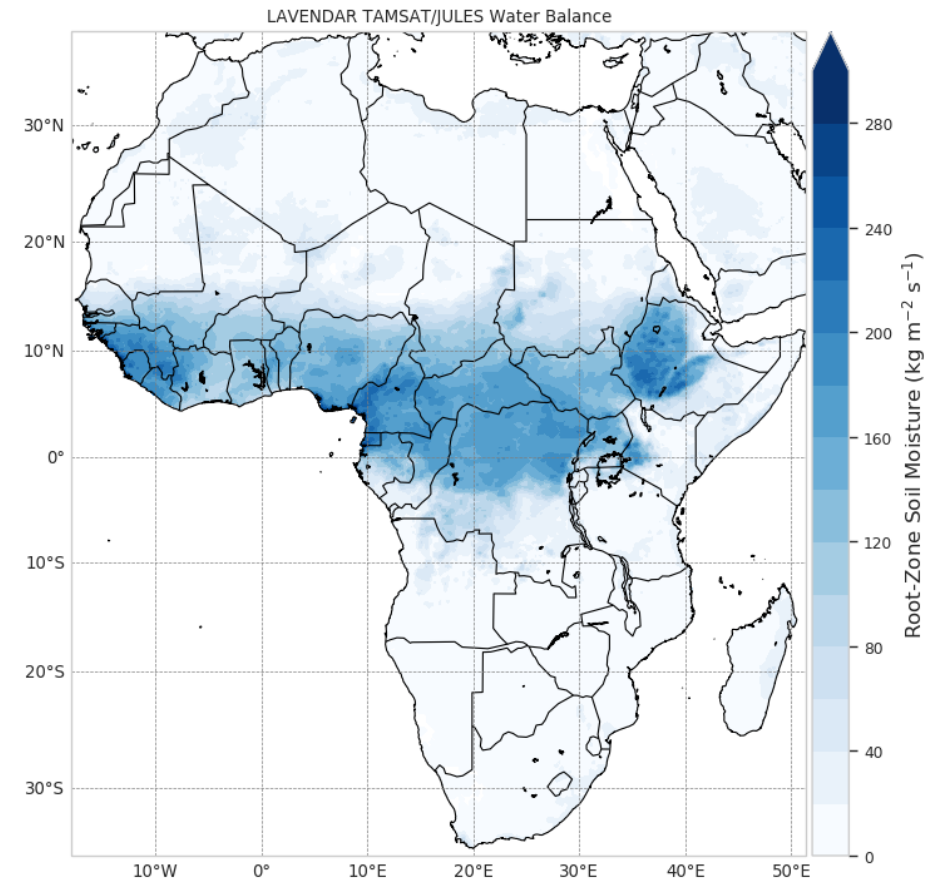 LAVENDAR TAMSAT/JULES Water Balance
30°N
20°N
10°N
0°
10°S
20°S
30°S
10°W
0°
10°E
20°E
30°E
40°E
50°E
280
240
200
160
120
80
40
0
Root-Zone Soil Moisture (kg m⁻² s⁻¹)